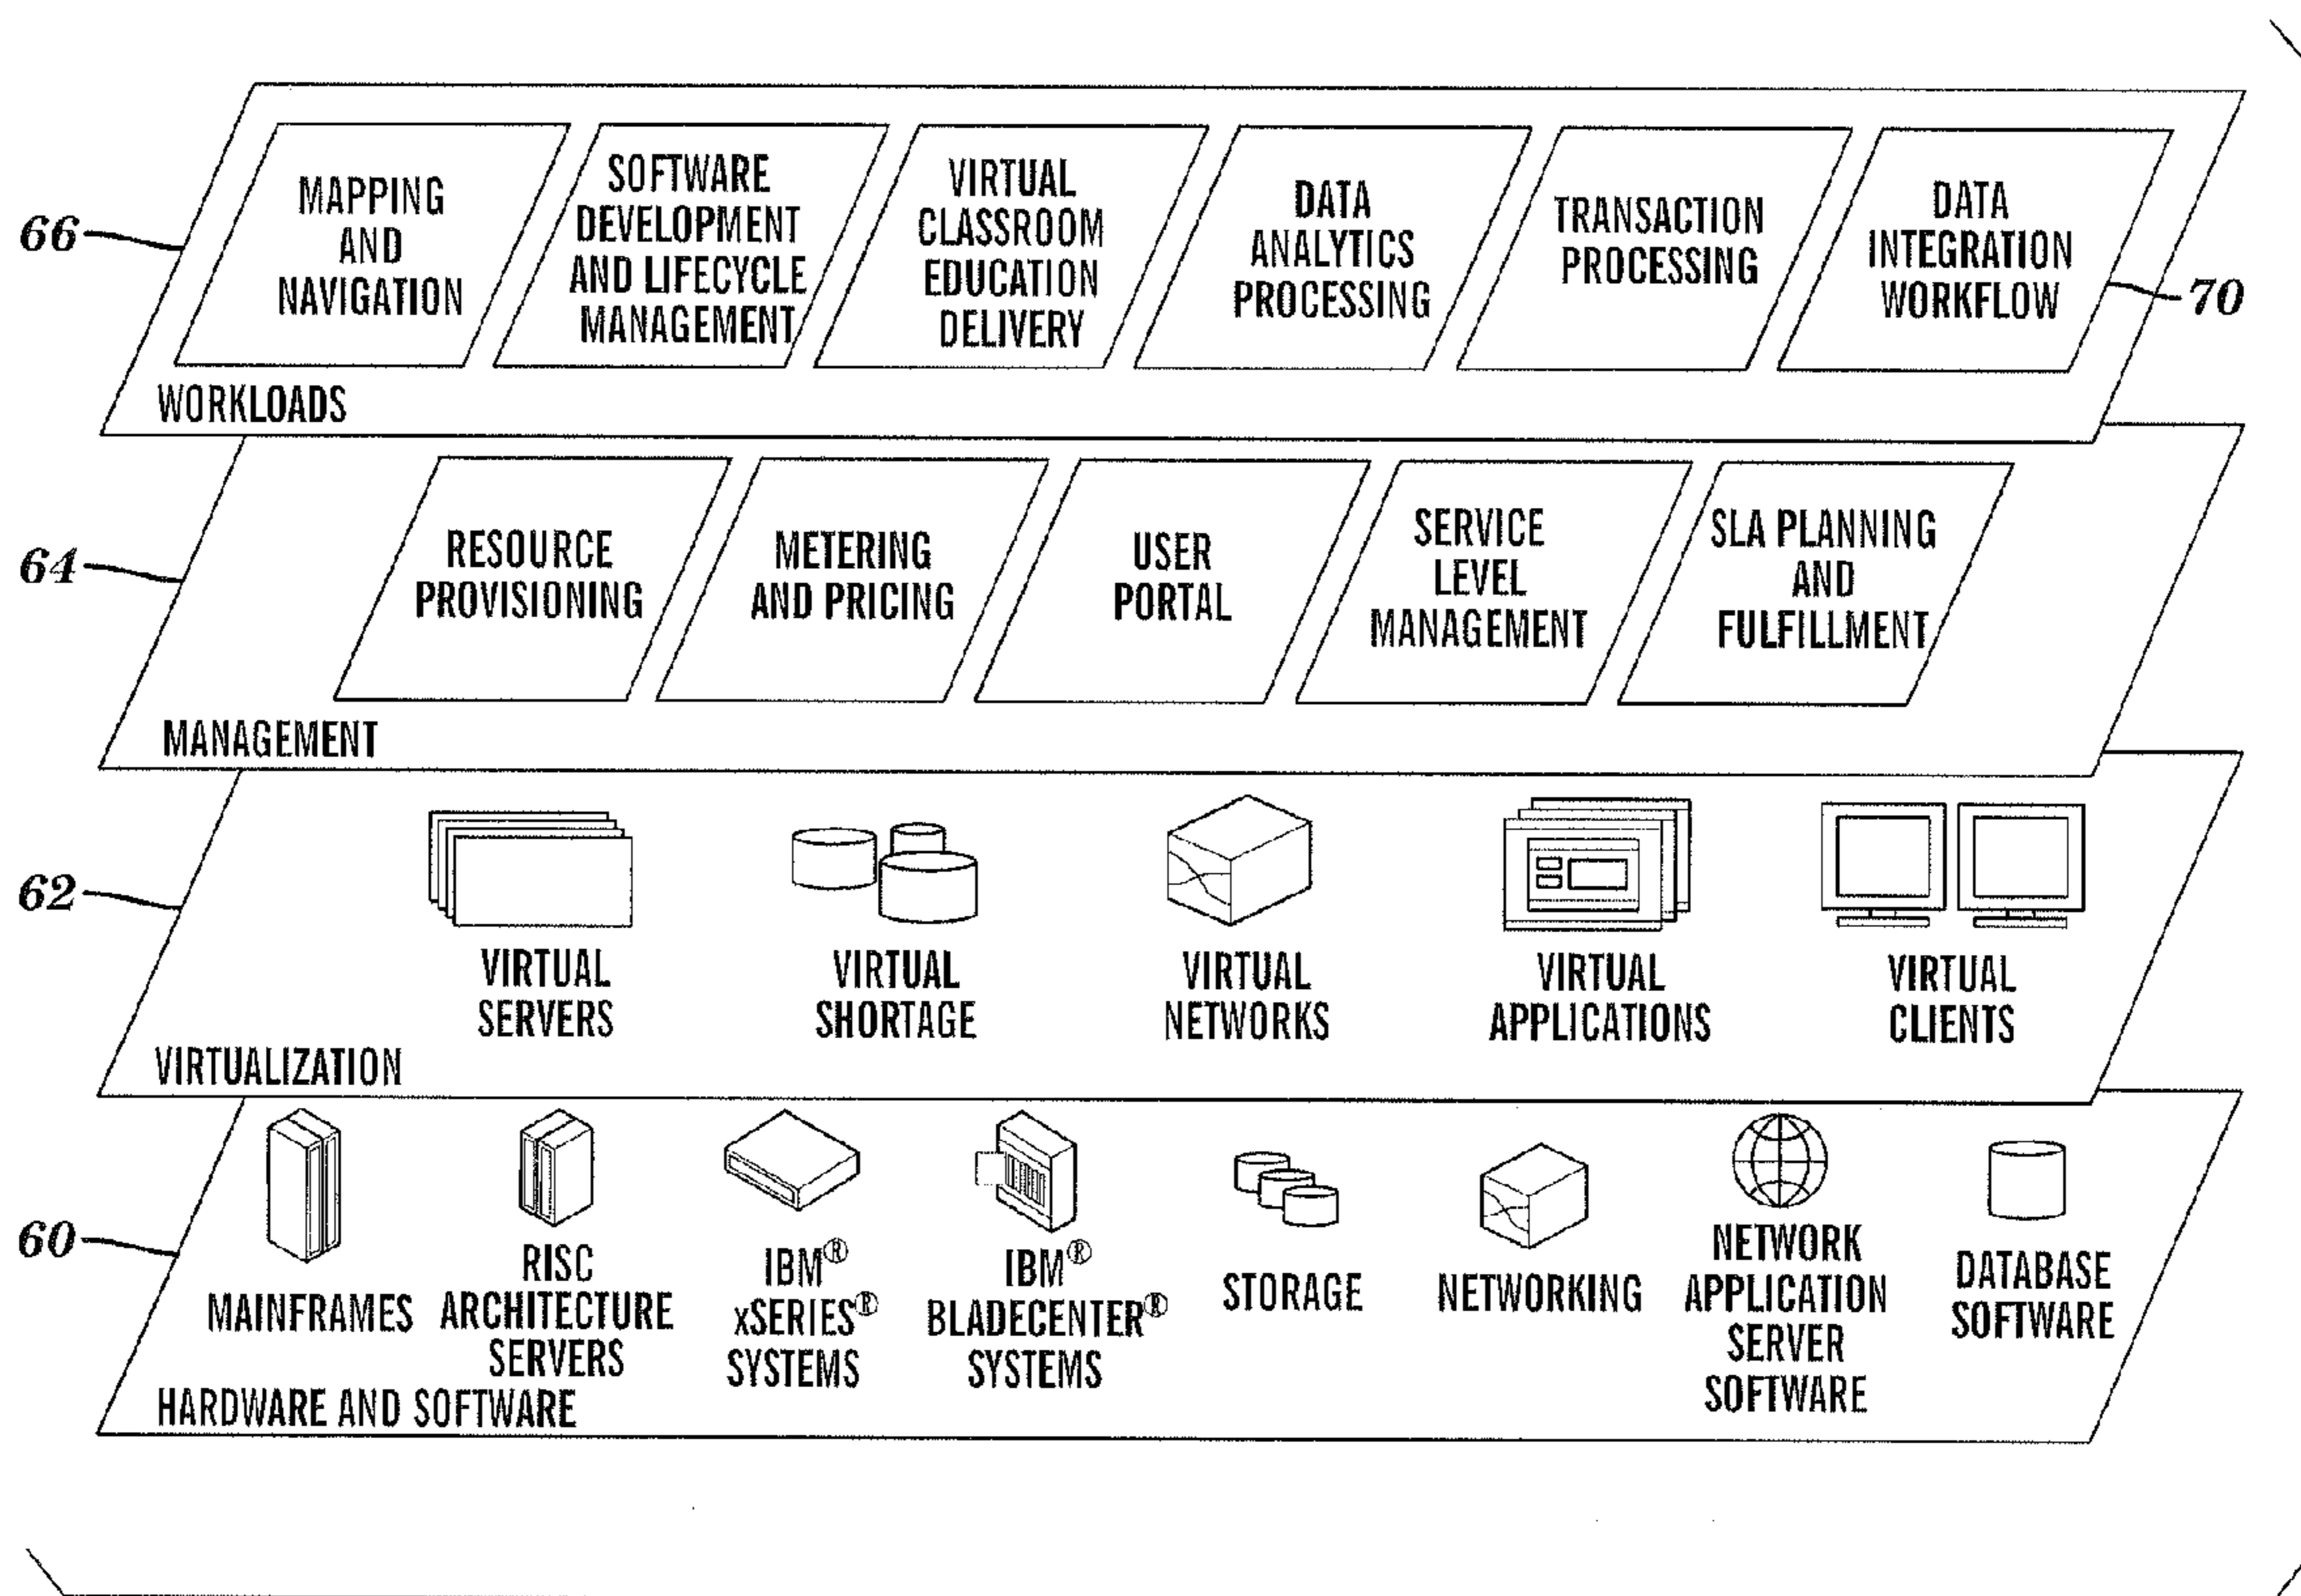 MAPPING
AND
NAVIGATION
SOFTWARE
DEVELOPMENT
AND LIFECYCLE
MANAGEMENT
VIRTUAL
CLASSROOM
EDUCATION
DELIVERY
DATA
ANALYTICS
PROCESSING
TRANSACTION
PROCESSING
DATA
INTEGRATION
WORKFLOW
66
70
WORKLOADS
RESOURCE
PROVISIONING
METERING
AND PRICING
USER
PORTAL
SERVICE
LEVEL
MANAGEMENT
SLA PLANNING
AND
FULFILLMENT
64
MANAGEMENT
62
VIRTUAL
SERVERS
VIRTUAL
SHORTAGE
VIRTUAL
NETWORKS
VIRTUAL
APPLICATIONS
VIRTUAL
CLIENTS
VIRTUALIZATION
60
MAINFRAMES
RISC
ARCHITECTURE
SERVERS
IBM®
xSERIES®
SYSTEMS
IBM®
BLADECENTER®
SYSTEMS
STORAGE
NETWORKING
NETWORK
APPLICATION
SERVER
SOFTWARE
DATABASE
SOFTWARE
HARDWARE AND SOFTWARE